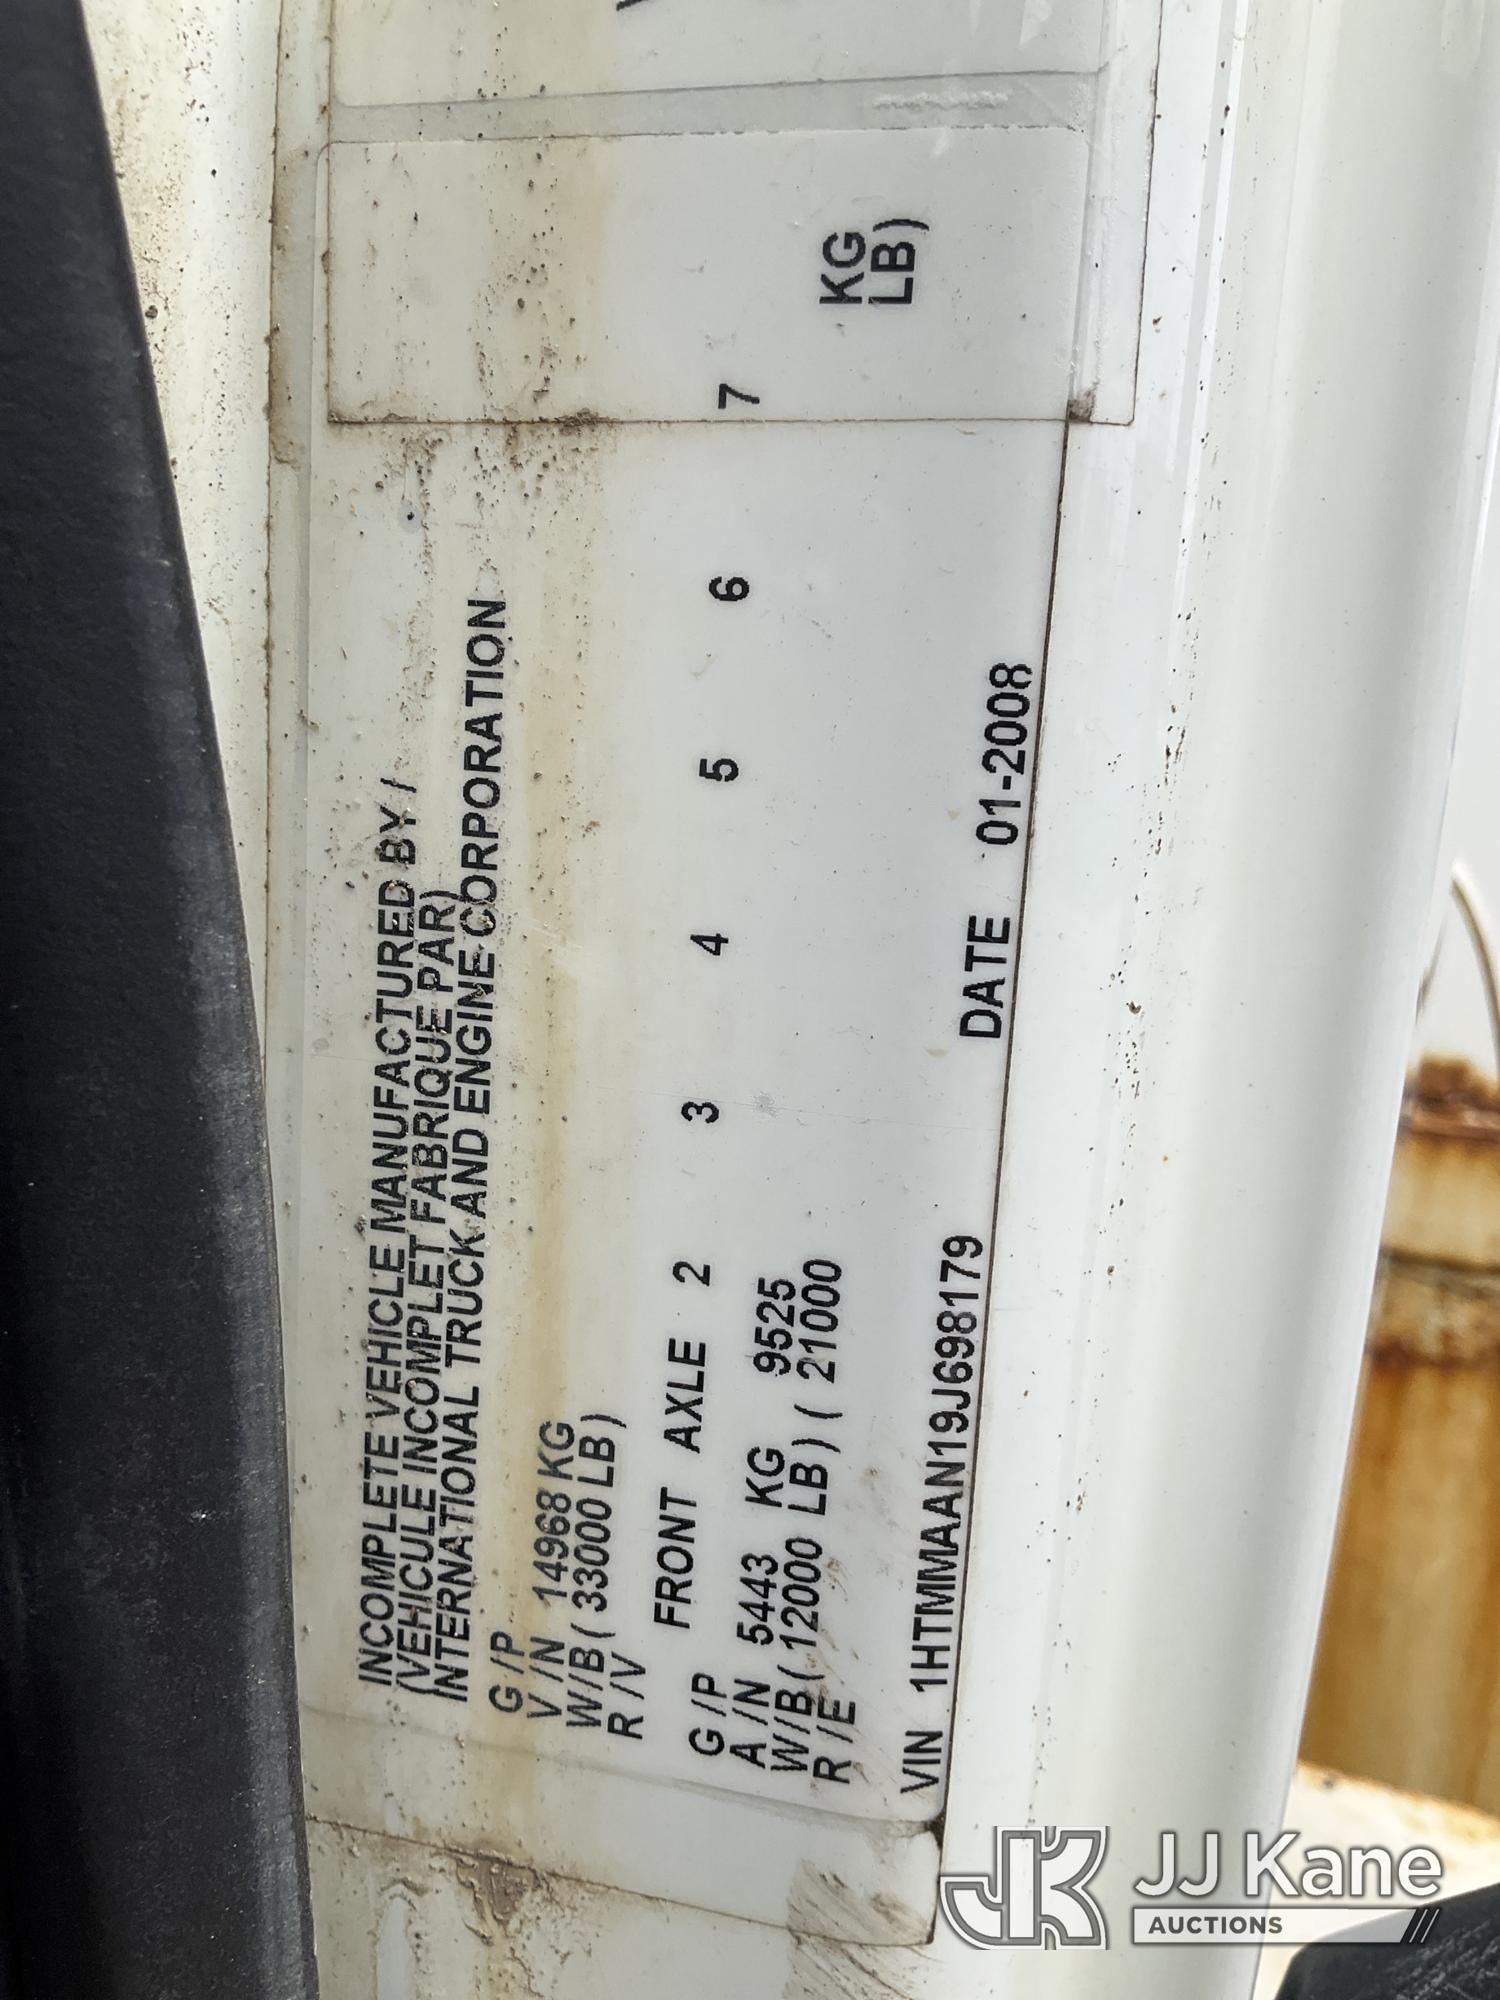 INCOMPLETE VEHICLE MANUFACTURED BY /
(VEHICULE INCOMPLET FABRIQUE PAR)
INTERNATIONAL TRUCK AND ENGINE CORPORATION
G /P
V /N 14968 KG
W/B ( 33000 LB )
R /V
FRONT AXLE 2 3 4 5 6 7
G /P
A /N 5443 KG 9525 KG
W/B ( 12000 LB ) ( 21000 LB )
R /E
VIN 1HTMMAAN19J698179 DATE 01-2008
JK
JJ Kane
AUCTIONS